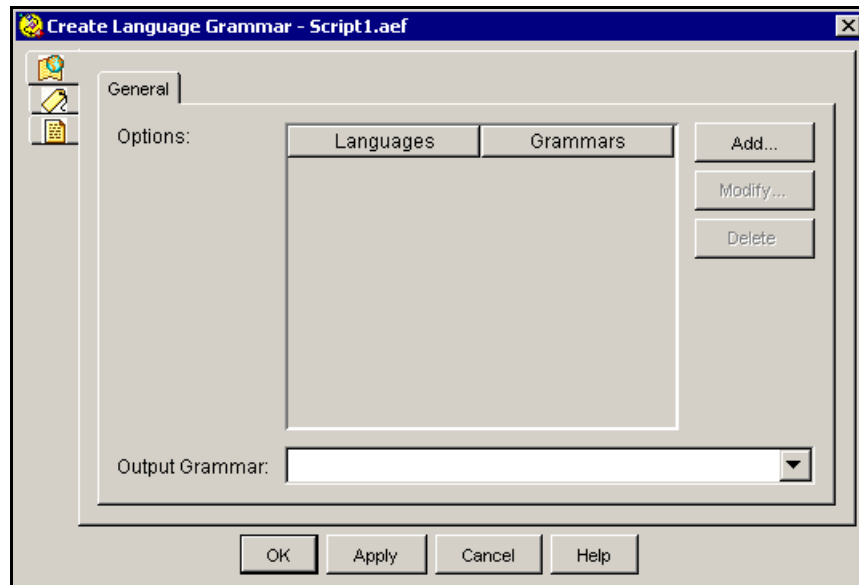 Create Language Grammar - Script1.aef
General
Options:
Languages Grammars
Add...
Modify...
Delete
Output Grammar:
OK Apply Cancel Help